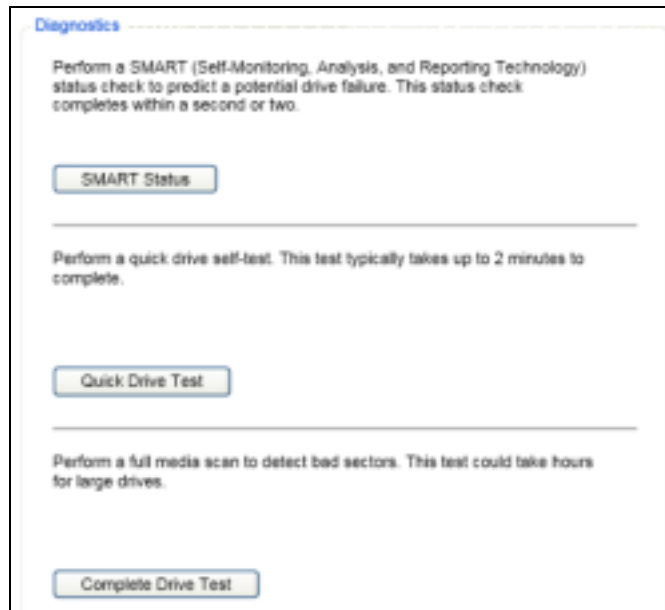 Diagnostics
Perform a SMART (Self-Monitoring, Analysis, and Reporting Technology)
status check to predict a potential drive failure. This status check
completes within a second or two.
SMART Status
Perform a quick drive self-test. This test typically takes up to 2 minutes to
complete.
Quick Drive Test
Perform a full media scan to detect bad sectors. This test could take hours
for large drives.
Complete Drive Test